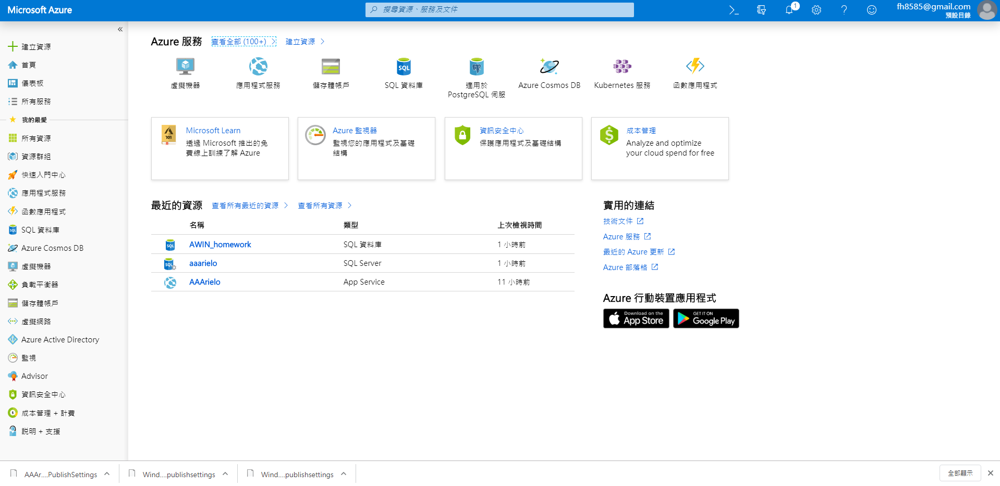 Microsoft Azure
搜尋資源、服務及文件
1
fh8585@gmail.com
預設目錄
«
建立資源
首頁
儀表板
所有服務
我的最愛
所有資源
資源群組
快速入門中心
應用程式服務
函數應用程式
SQL 資料庫
Azure Cosmos DB
虛擬機器
負載平衡器
儲存體帳戶
虛擬網路
Azure Active Directory
監視
Advisor
資訊安全中心
成本管理 + 計費
說明 + 支援
Azure 服務 查看全部 (100+) 建立資源
虛擬機器
應用程式服務
儲存體帳戶
SQL 資料庫
適用於
PostgreSQL 伺服
Azure Cosmos DB
Kubernetes 服務
函數應用程式
101
Microsoft Learn
透過 Microsoft 推出的免
費線上訓練了解 Azure
Azure 監視器
監視您的應用程式及基礎
結構
資訊安全中心
保護應用程式及基礎結構
成本管理
Analyze and optimize
your cloud spend for free
最近的資源 查看所有最近的資源 查看所有資源
名稱 類型 上次檢視時間
AWIN_homework SQL 資料庫 1 小時前
aaarielo SQL Server 1 小時前
AAArielo App Service 11 小時前
實用的連結
技術文件
Azure 服務
最近的 Azure 更新
Azure 部落格
Azure 行動裝置應用程式
Download on the
App Store
GET IT ON
Google Play
AAAr....PublishSettings
Wind....publishsettings
Wind....publishsettings
全部顯示